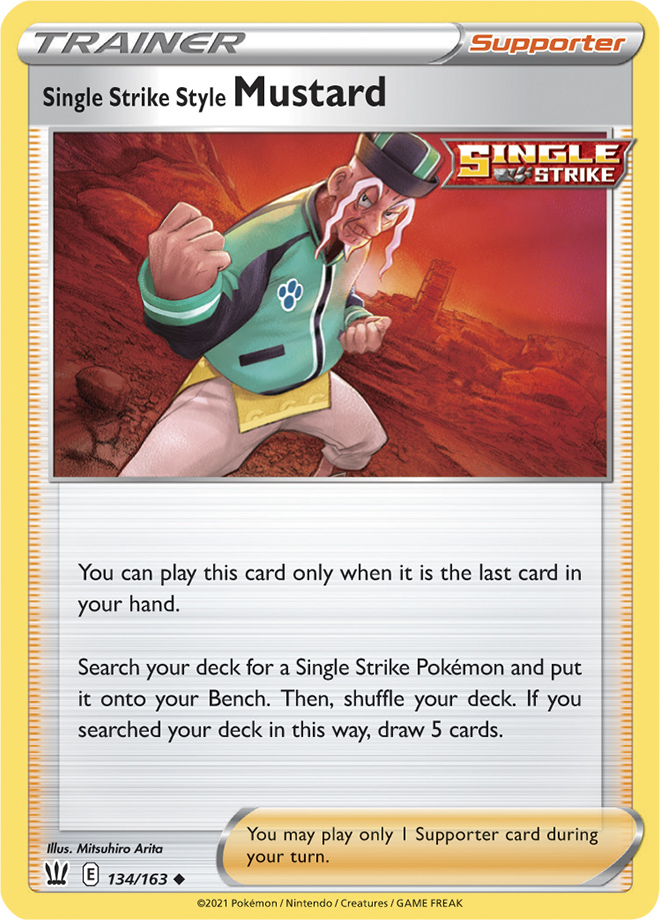 TRAINER Supporter
Single Strike Style Mustard
SINGLE
STRIKE
You can play this card only when it is the last card in
your hand.
Search your deck for a Single Strike Pokémon and put
it onto your Bench. Then, shuffle your deck. If you
searched your deck in this way, draw 5 cards.
Illus. Mitsuhiro Arita
You may play only 1 Supporter card during
your turn.
E 134/163 ◆
©2021 Pokémon / Nintendo / Creatures / GAME FREAK